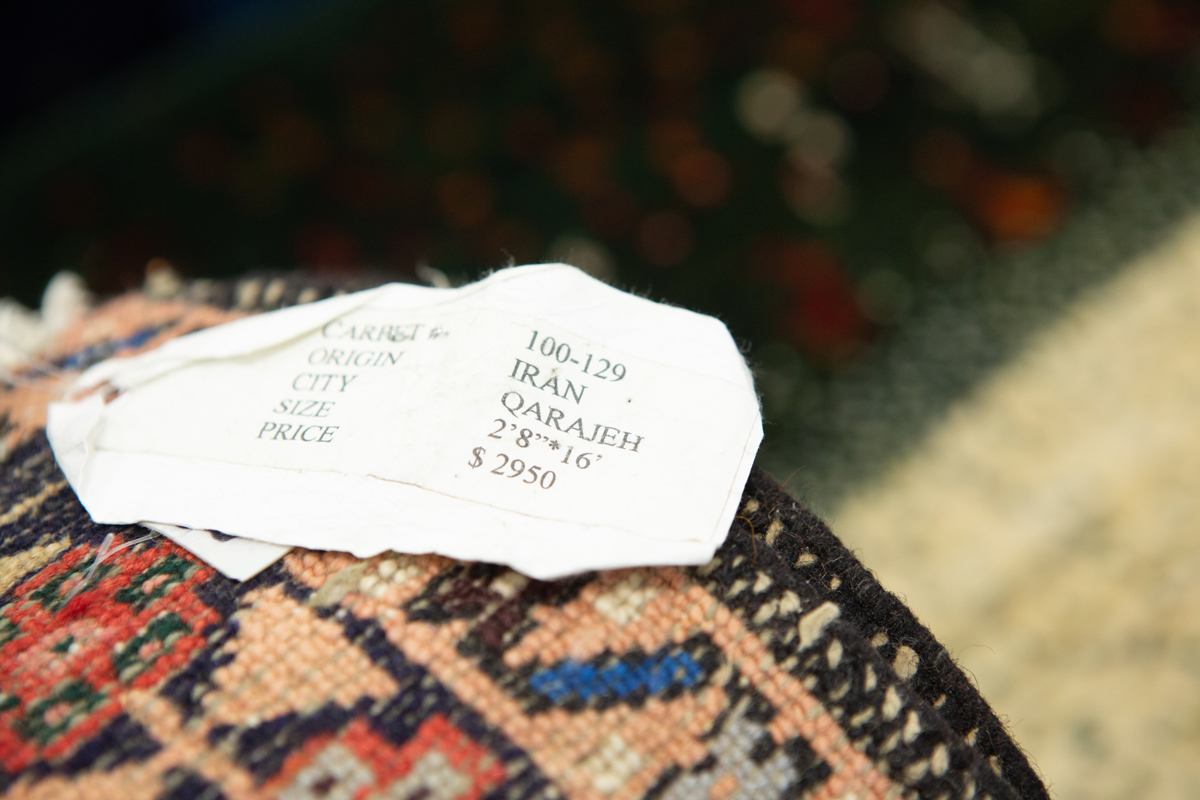 CARPET #: 100-129
ORIGIN IRAN
CITY QARAJEH
SIZE 2'8"*16'
PRICE $ 2950